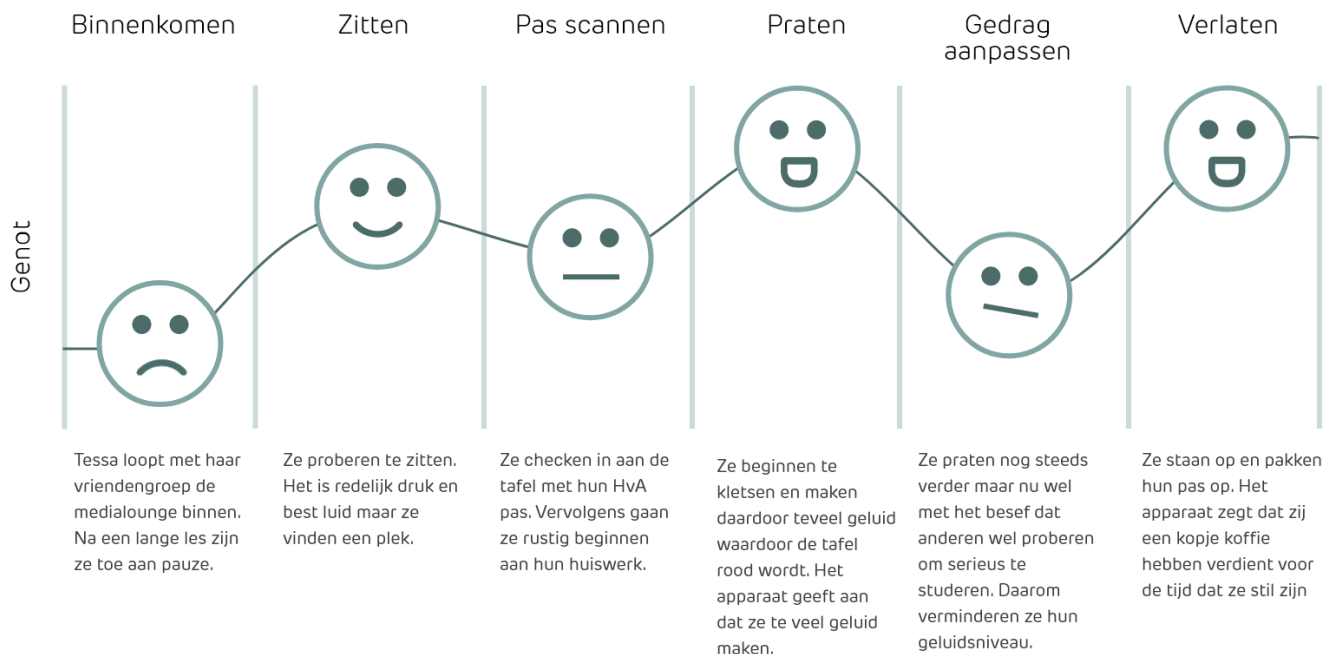 Binnenkomen
Zitten
Pas scannen
Praten
Gedrag
aanpassen
Verlaten
Genot
Tessa loopt met haar
vriendengroep de
medialounge binnen.
Na een lange les zijn
ze toe aan pauze.
Ze proberen te zitten.
Het is redelijk druk en
best luid maar ze
vinden een plek.
Ze checken in aan de
tafel met hun HvA
pas. Vervolgens gaan
ze rustig beginnen
aan hun huiswerk.
Ze beginnen te
kletsen en maken
daardoor teveel geluid
waardoor de tafel
rood wordt. Het
apparaat geeft aan
dat ze te veel geluid
maken.
Ze praten nog steeds
verder maar nu wel
met het besef dat
anderen wel proberen
om serieus te
studeren. Daarom
verminderen ze hun
geluidsniveau.
Ze staan op en pakken
hun pas op. Het
apparaat zegt dat zij
een kopje koffie
hebben verdient voor
de tijd dat ze stil zijn